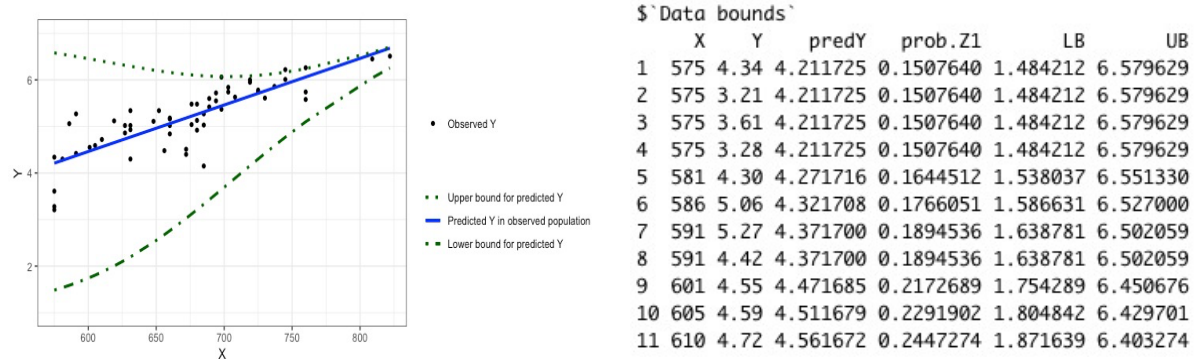 Y
6
4
2
600
650
700
750
800
X
Observed Y
Upper bound for predicted Y
Predicted Y in observed population
Lower bound for predicted Y
$`Data bounds`
X Y predY prob.Z1 LB UB
1 575 4.34 4.211725 0.1507640 1.484212 6.579629
2 575 3.21 4.211725 0.1507640 1.484212 6.579629
3 575 3.61 4.211725 0.1507640 1.484212 6.579629
4 575 3.28 4.211725 0.1507640 1.484212 6.579629
5 581 4.30 4.271716 0.1644512 1.538037 6.551330
6 586 5.06 4.321708 0.1766051 1.586631 6.527000
7 591 5.27 4.371700 0.1894536 1.638781 6.502059
8 591 4.42 4.371700 0.1894536 1.638781 6.502059
9 601 4.55 4.471685 0.2172689 1.754289 6.450676
10 605 4.59 4.511679 0.2291902 1.804842 6.429701
11 610 4.72 4.561672 0.2447274 1.871639 6.403274